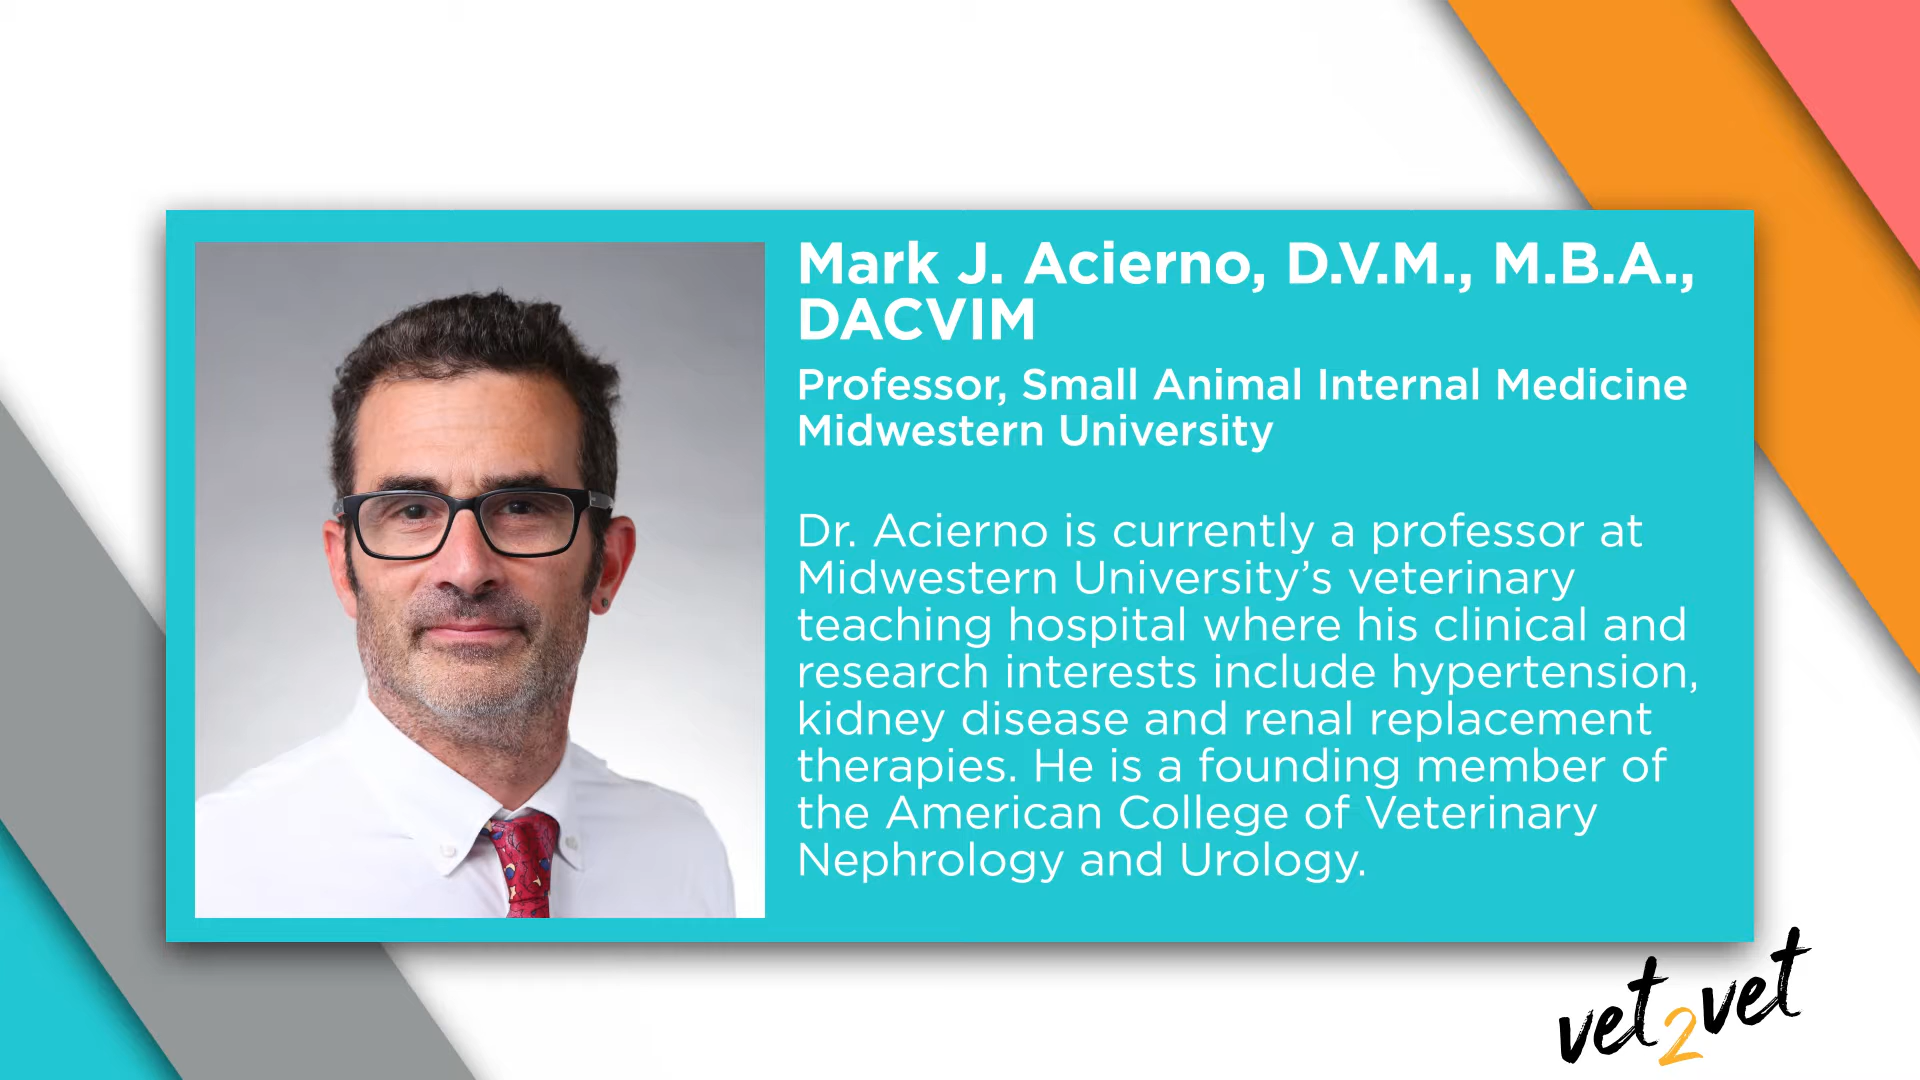 Mark J. Acierno, D.V.M., M.B.A.,
DACVIM
Professor, Small Animal Internal Medicine
Midwestern University
Dr. Acierno is currently a professor at
Midwestern University’s veterinary
teaching hospital where his clinical and
research interests include hypertension,
kidney disease and renal replacement
therapies. He is a founding member of
the American College of Veterinary
Nephrology and Urology.
vet2vet